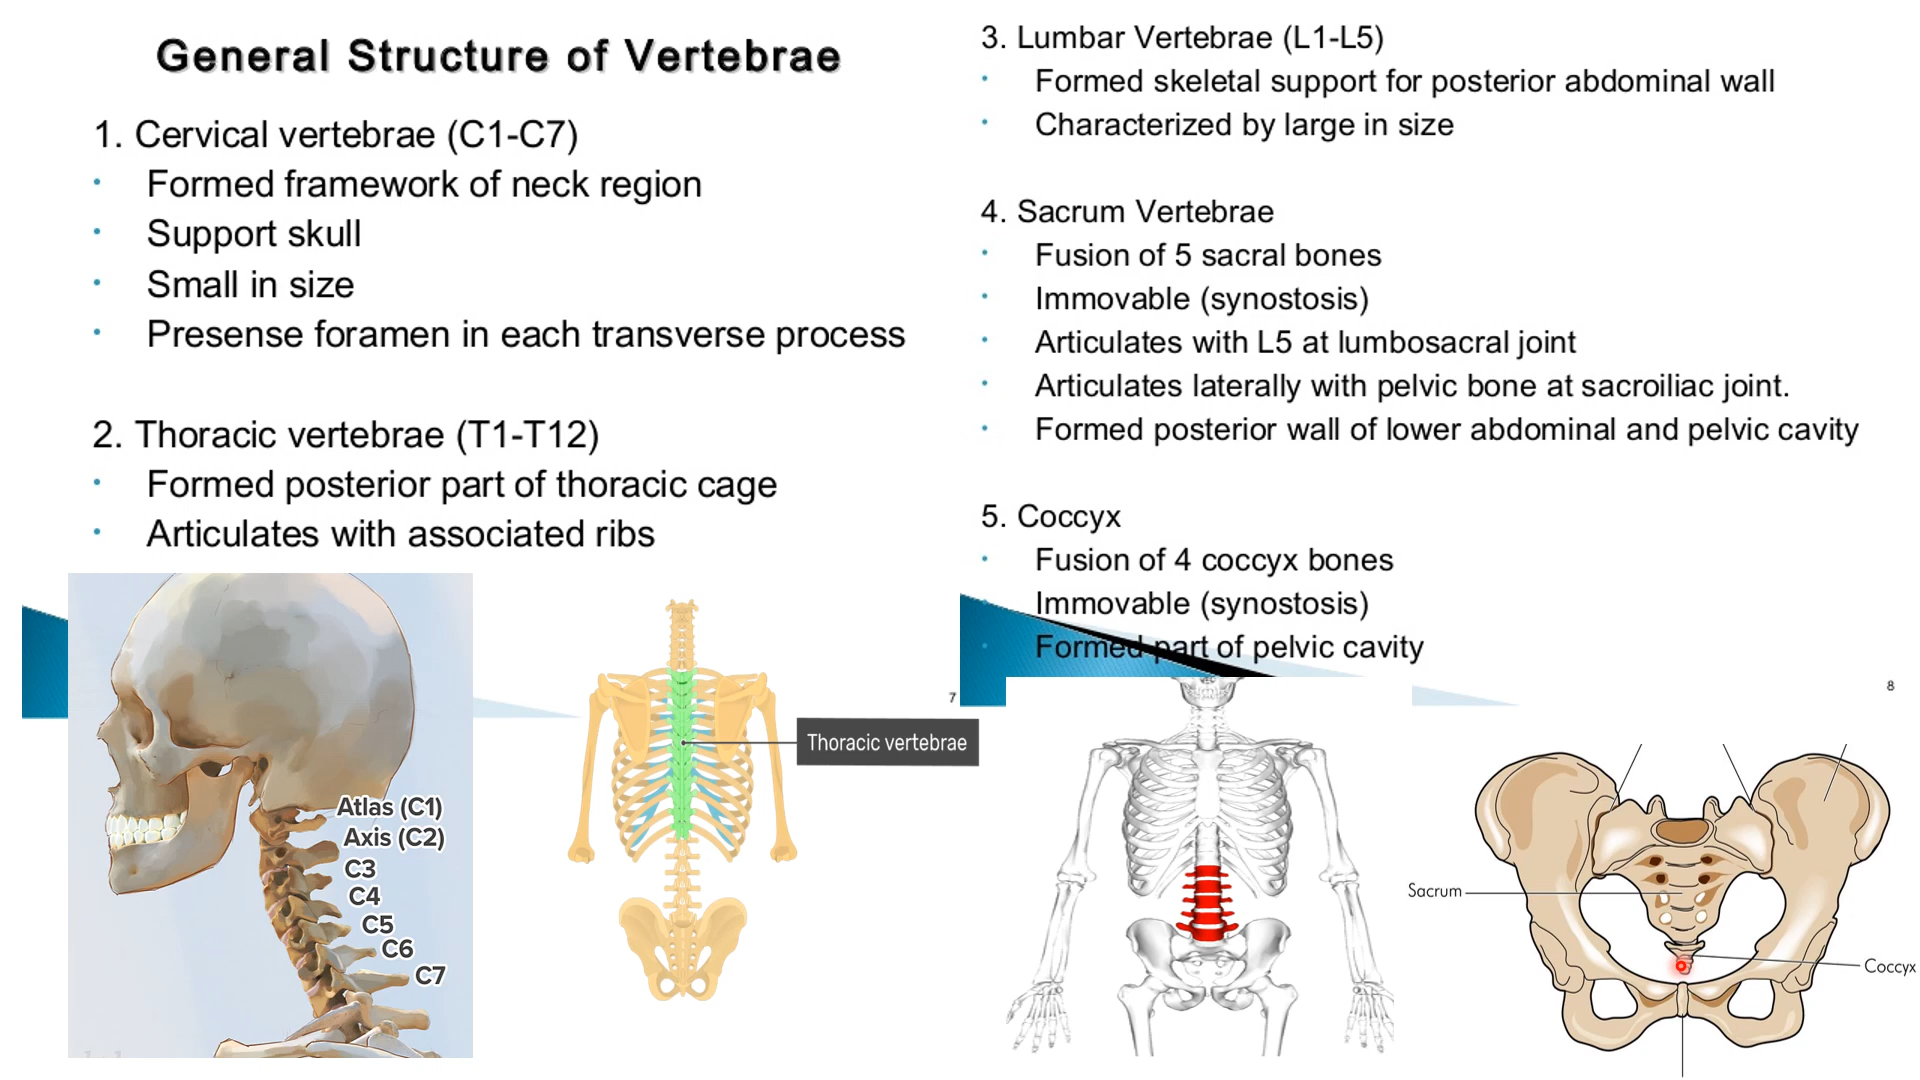 General Structure of Vertebrae
1. Cervical vertebrae (C1-C7)
· Formed framework of neck region
· Support skull
· Small in size
· Presense foramen in each transverse process
2. Thoracic vertebrae (T1-T12)
· Formed posterior part of thoracic cage
· Articulates with associated ribs
Atlas (C1)
Axis (C2)
C3
C4
C5
C6
C7
Thoracic vertebrae
7
3. Lumbar Vertebrae (L1-L5)
· Formed skeletal support for posterior abdominal wall
· Characterized by large in size
4. Sacrum Vertebrae
· Fusion of 5 sacral bones
· Immovable (synostosis)
· Articulates with L5 at lumbosacral joint
· Articulates laterally with pelvic bone at sacroiliac joint.
· Formed posterior wall of lower abdominal and pelvic cavity
5. Coccyx
· Fusion of 4 coccyx bones
· Immovable (synostosis)
· Formed part of pelvic cavity
8
Sacrum
Coccyx